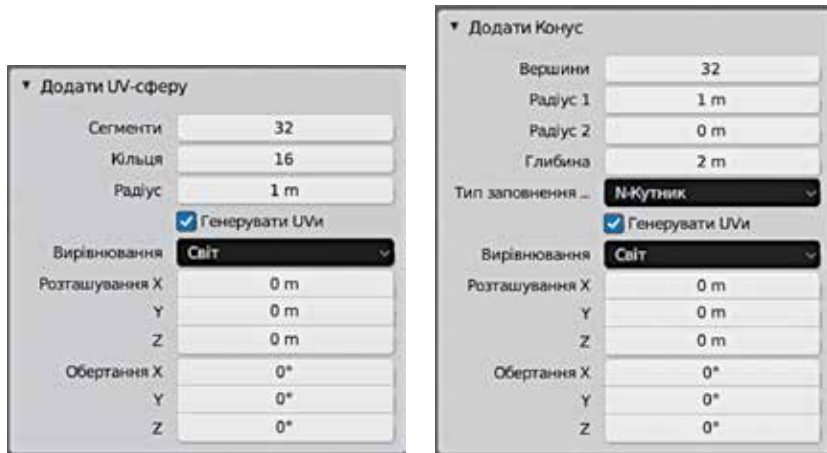 ▼ Додати UV-сферу
Сегменти 32
Кільця 16
Радіус 1 m
Генерувати UVи
Вирівнювання Світ
Розташування X 0 m
Y 0 m
Z 0 m
Обертання X 0°
Y 0°
Z 0°
▼ Додати Конус
Вершини 32
Радіус 1 1 m
Радіус 2 0 m
Глибина 2 m
Тип заповнення ... N-Кутник
Генерувати UVи
Вирівнювання Світ
Розташування X 0 m
Y 0 m
Z 0 m
Обертання X 0°
Y 0°
Z 0°